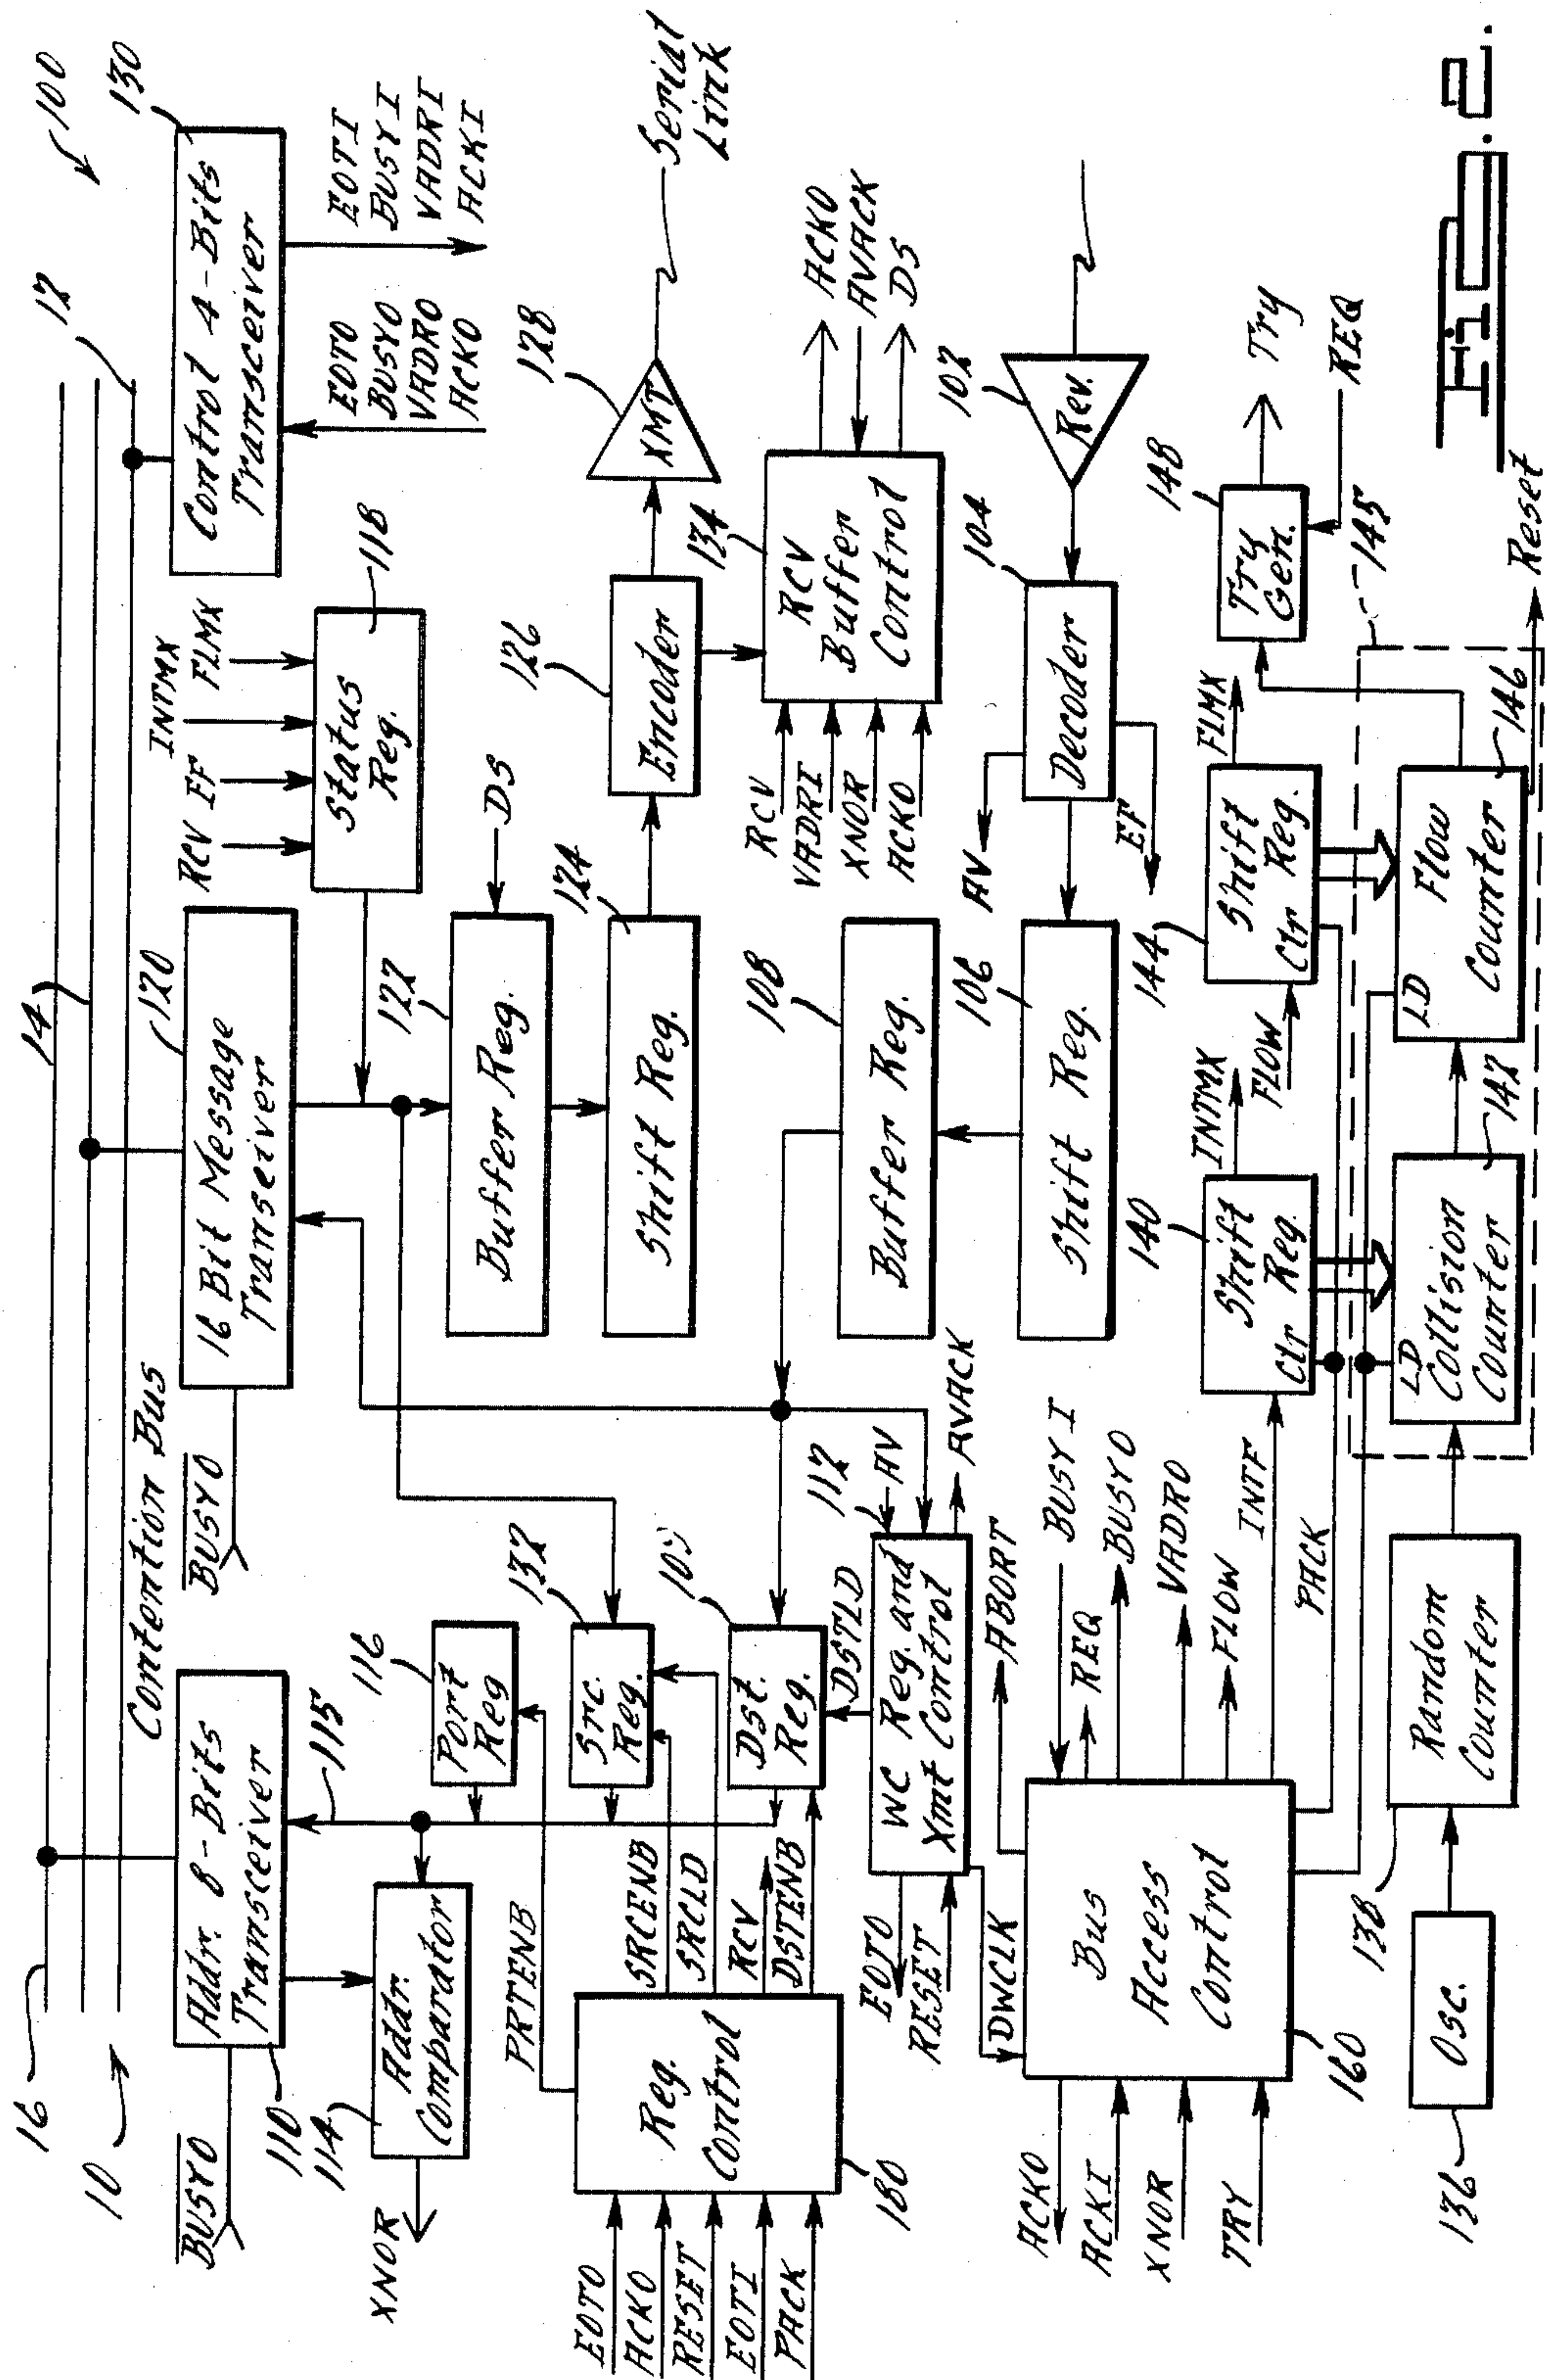 100
130
Control 4-Bits
Transceiver
EOTI
BUSY I
VADRI
ACKI
EOTO
BUSYO
VADRO
ACKO
12
14
16
10
Contention Bus
120
16 Bit Message
Transceiver
BUSYO
Addr. 8-Bits
Transceiver
BUSYO
110
115
114
Addr.
Comparator
XNOR
118
Status
Reg.
RCV
EF
INTMX
FLMX
122
Buffer Reg.
DS
124
Shift Reg.
126
Encoder
128
XMT
Serial
Link
134
RCV
Buffer
Control
ACKO
AVACK
DS
RCV
VADRI
XNOR
ACKO
102
Rev.
104
Decoder
AV
EF
106
Shift Reg.
108
Buffer Reg.
116
Port
Reg
132
Src.
Reg.
109
Dst.
Reg.
DSTLD
112
AV
WC Reg. and
Xmt Control
AVACK
EOTO
RESET
DWCLK
PRTENB
SRCENB
SRCLD
RCV
DSTENB
Reg.
Control
180
EOTO
ACKO
RESET
EOTI
PACK
Bus
Access
Control
160
ACKO
ACKI
XNOR
TRY
ABORT
BUSY I
REQ
BUSYO
VADRO
FLOW
INTF
PACK
140
Shift
Ctr Reg.
INTMX
FLOW
144
Shift
Ctr Reg.
FLMX
148
Try
Gen.
Try
REQ
145
LD
Collision
Counter
142
LD
Flow
Counter
146
Reset
138
Random
Counter
136
Osc.
Fig. 2.